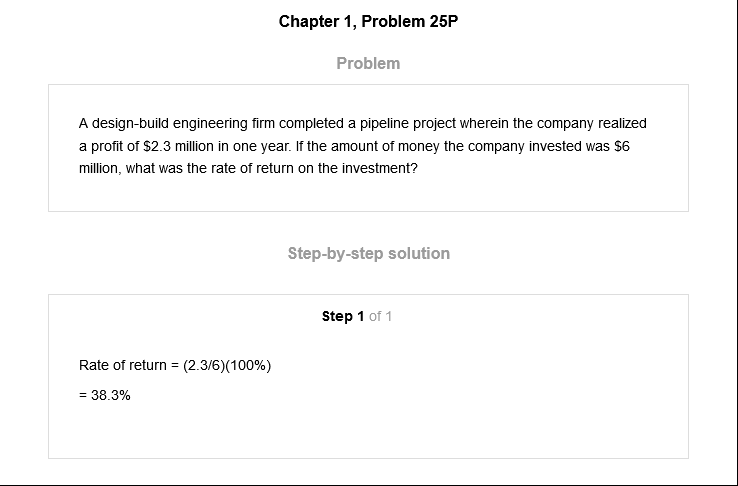 Chapter 1, Problem 25P
Problem
A design-build engineering firm completed a pipeline project wherein the company realized
a profit of $2.3 million in one year. If the amount of money the company invested was $6
million, what was the rate of return on the investment?
Step-by-step solution
Step 1 of 1
Rate of return = (2.3/6)(100%)
= 38.3%